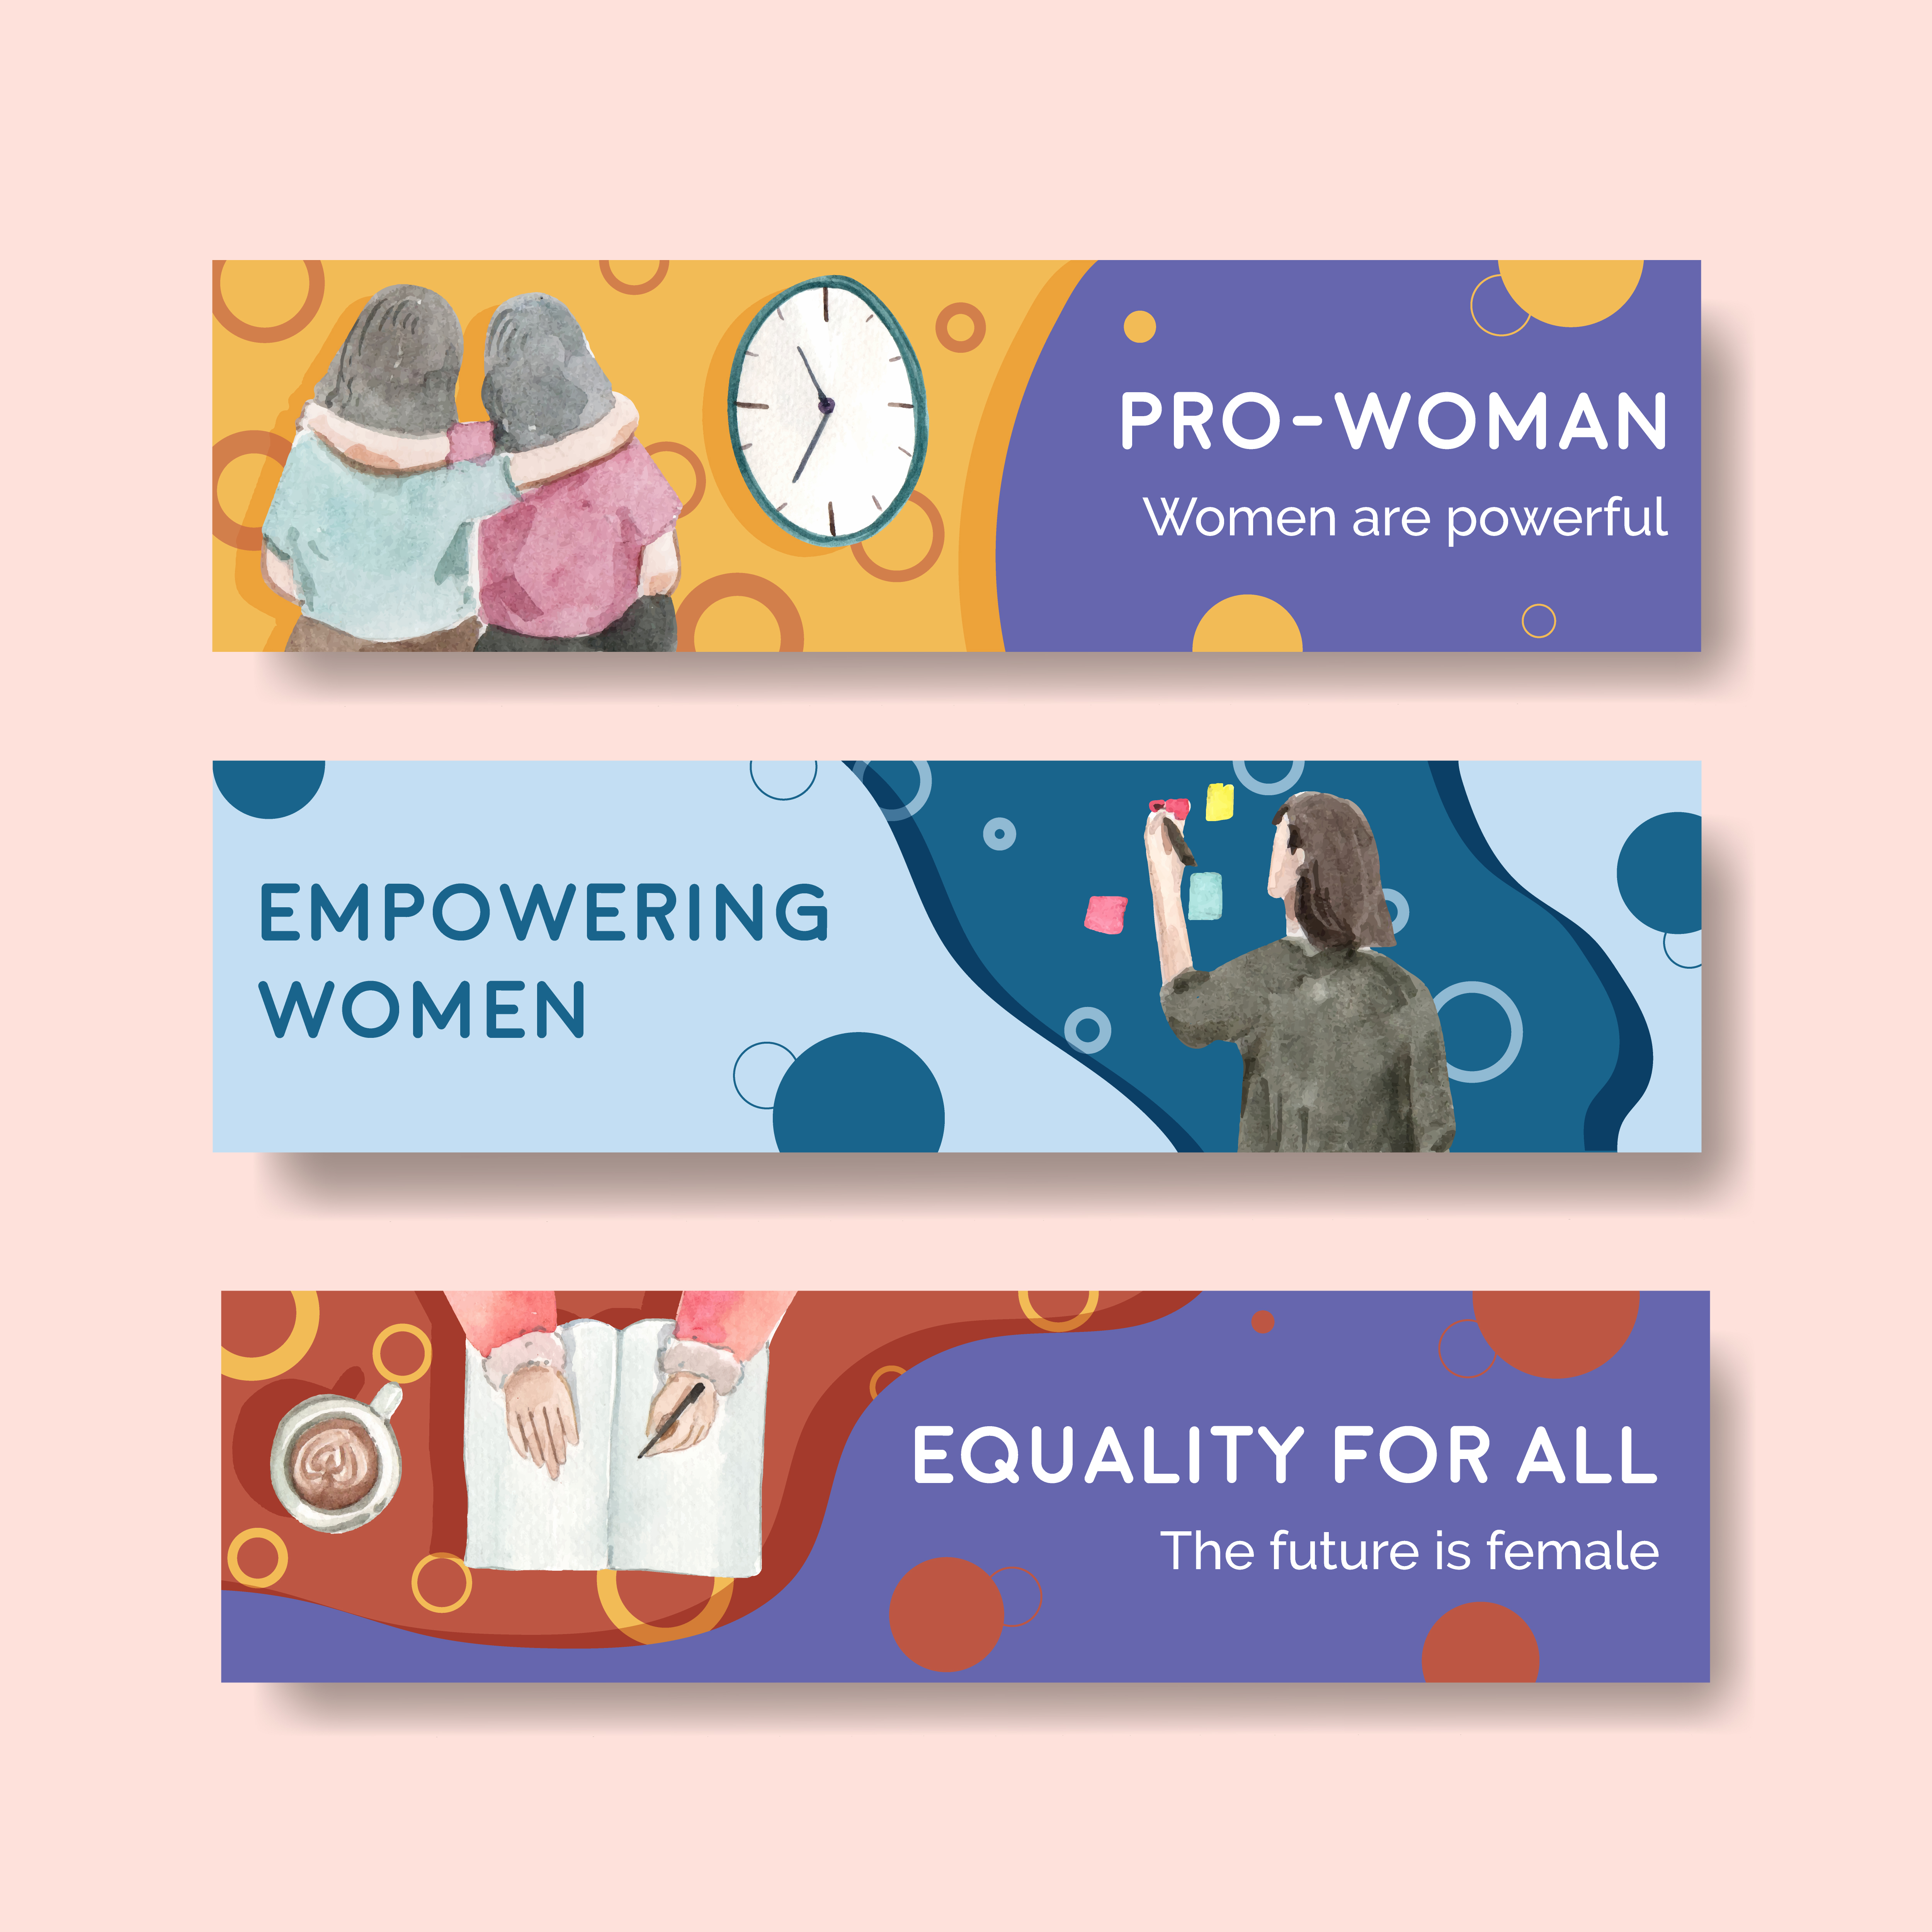 PRO-WOMAN
Women are powerful
EMPOWERING
WOMEN
EQUALITY FOR ALL
The future is female